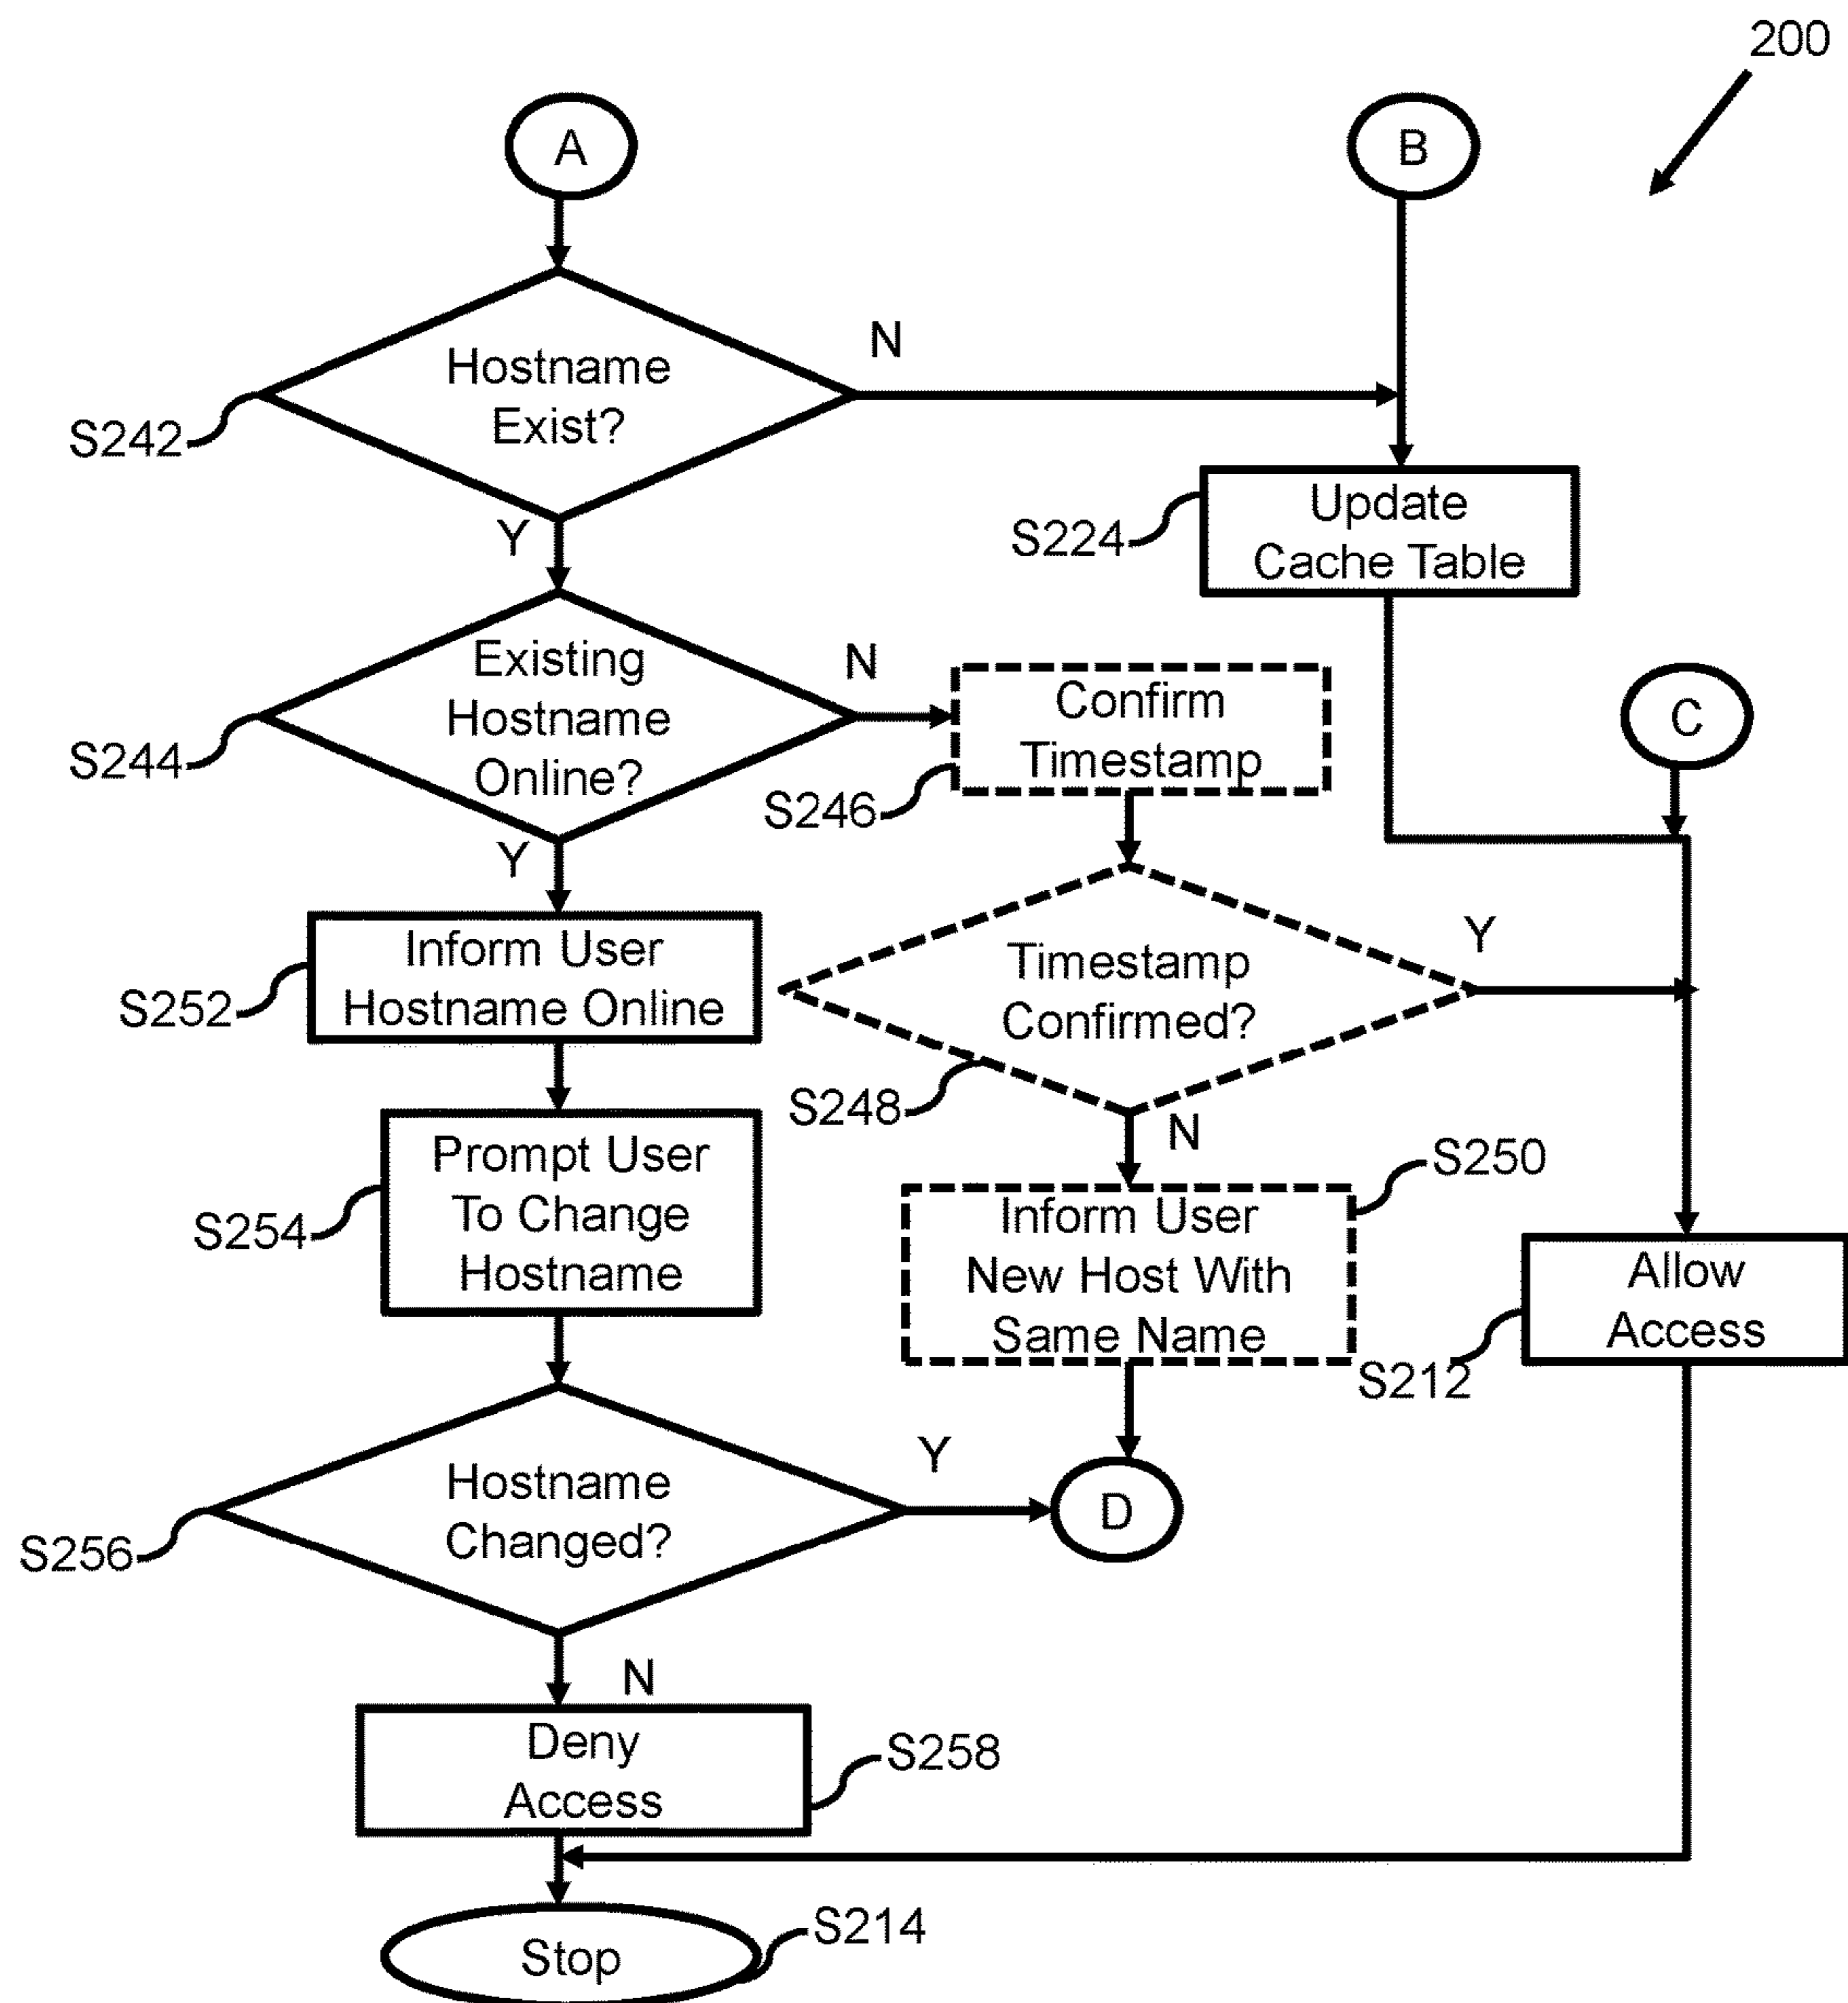 200
A
B
Hostname
Exist?
N
S242
Y
Update
Cache Table
S224
Existing
Hostname
Online?
N
S244
Y
Confirm
Timestamp
S246
C
Inform User
Hostname Online
S252
Timestamp
Confirmed?
Y
S248
N
Prompt User
To Change
Hostname
S254
Inform User
New Host With
Same Name
S250
Allow
Access
S212
Hostname
Changed?
Y
S256
D
N
Deny
Access
S258
Stop
S214